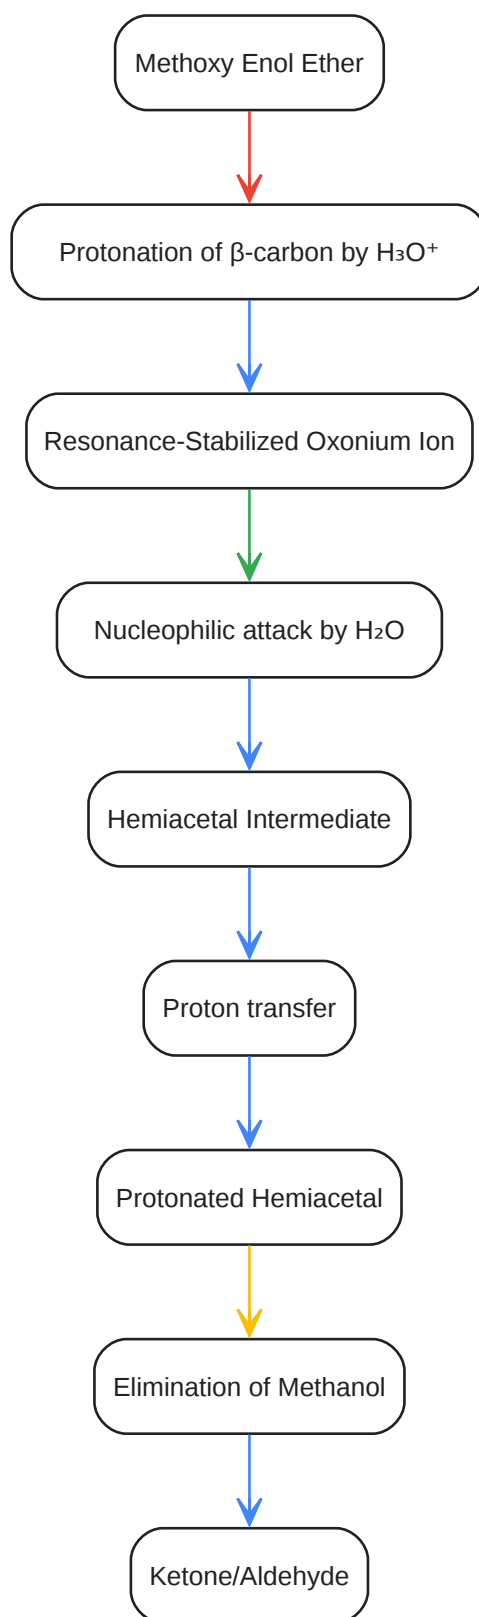 Methoxy Enol Ether
Protonation of β-carbon by H₃O⁺
Resonance-Stabilized Oxonium Ion
Nucleophilic attack by H₂O
Hemiacetal Intermediate
Proton transfer
Protonated Hemiacetal
Elimination of Methanol
Ketone/Aldehyde